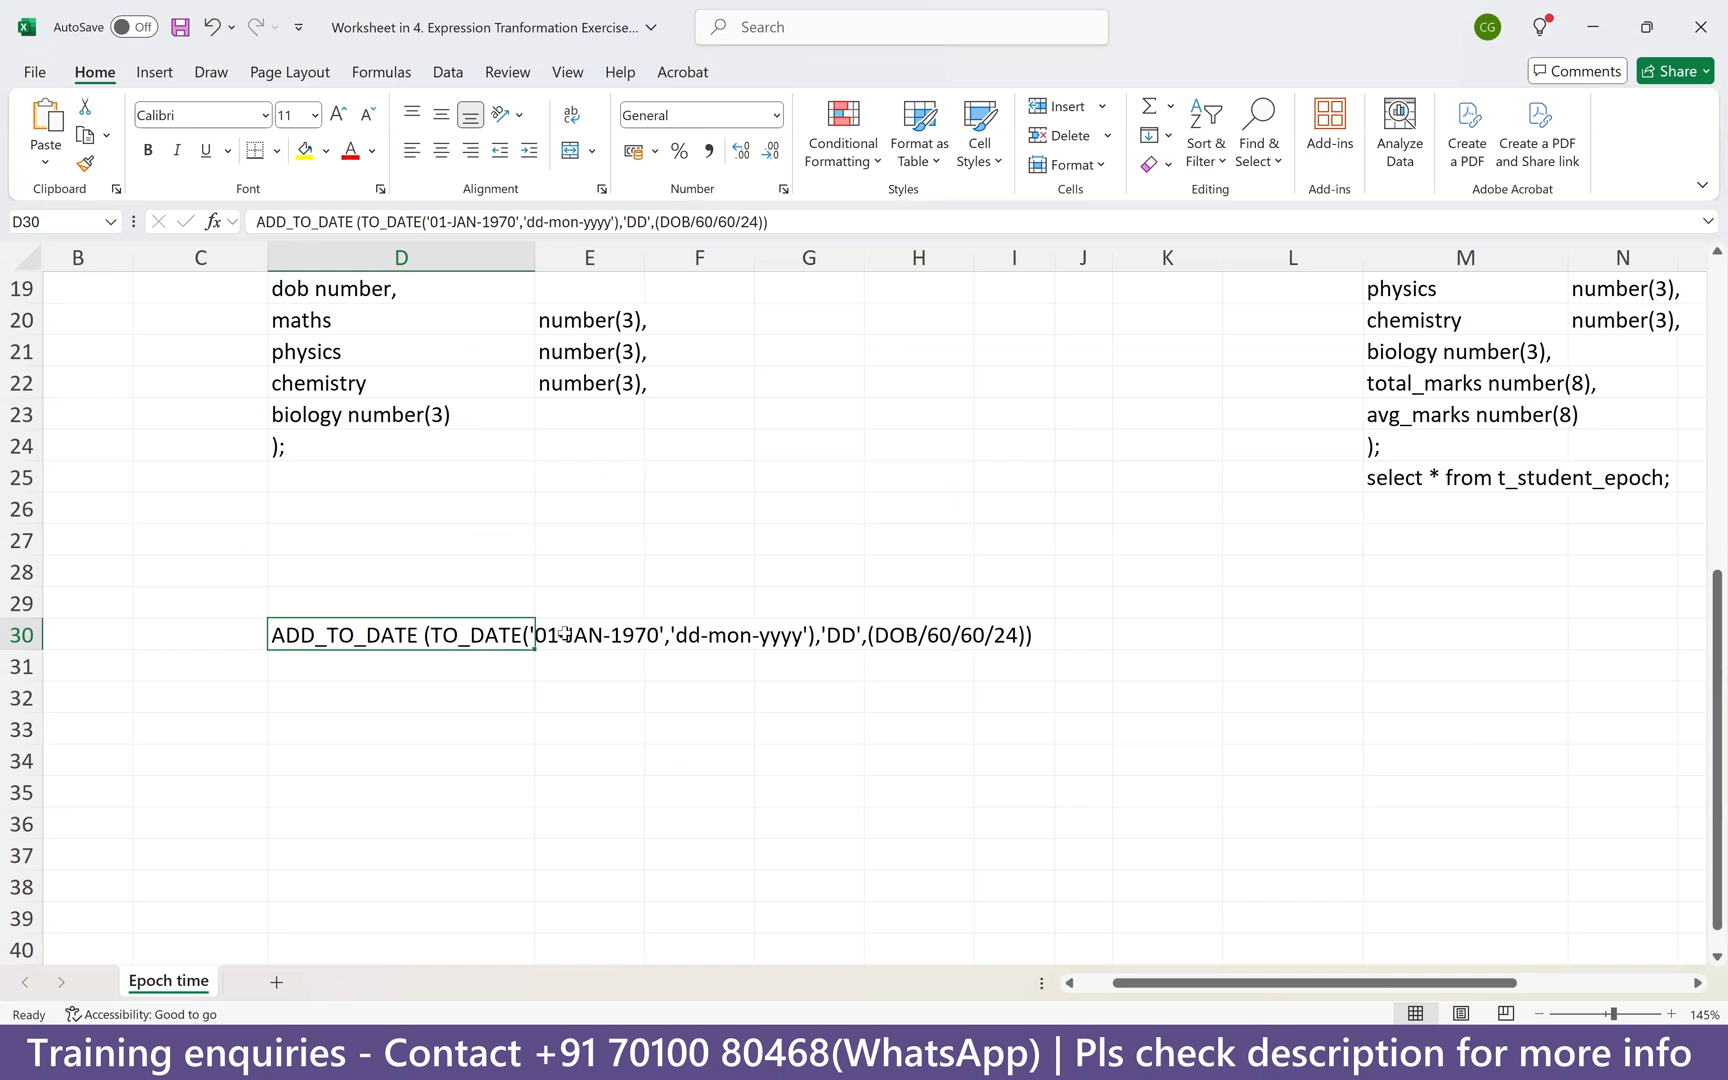 AutoSave Off Worksheet in 4. Expression Tranformation Exercise... Search CG
File Home Insert Draw Page Layout Formulas Data Review View Help Acrobat Comments Share
Paste Calibri 11 General Conditional Formatting Format as Table Cell Styles Insert Delete Format Sort & Filter Find & Select Add-ins Analyze Data Create a PDF Create a PDF and Share link
Clipboard Font Alignment Number Styles Cells Editing Add-ins Adobe Acrobat
D30 fx ADD_TO_DATE (TO_DATE('01-JAN-1970','dd-mon-yyyy'),'DD',(DOB/60/60/24))
B C D E F G H I J K L M N
19 dob number, physics number(3),
20 maths number(3), chemistry number(3),
21 physics number(3), biology number(3),
22 chemistry number(3), total_marks number(8),
23 biology number(3) avg_marks number(8)
24 ); );
25 select * from t_student_epoch;
26
27
28
29
30 ADD_TO_DATE (TO_DATE('01-JAN-1970','dd-mon-yyyy'),'DD',(DOB/60/60/24))
31
32
33
34
35
36
37
38
39
40
Epoch time
Ready Accessibility: Good to go 145%
Training enquiries - Contact +91 70100 80468(WhatsApp) | Pls check description for more info